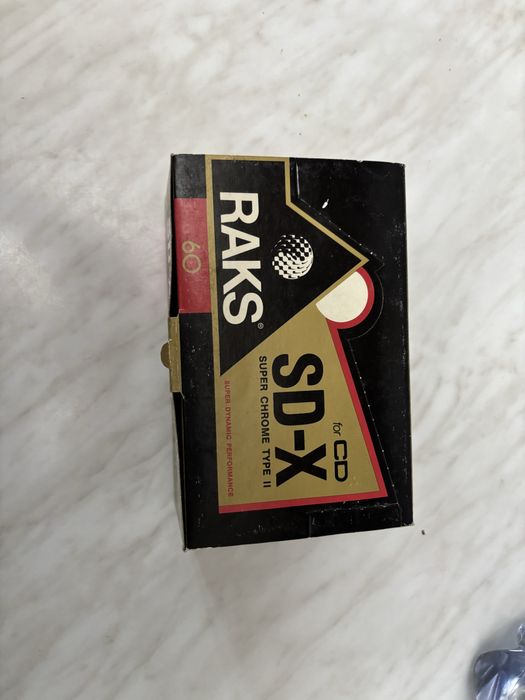 60
RAKS®
for CD
SD-X
SUPER CHROME TYPE II
SUPER DYNAMIC PERFORMANCE